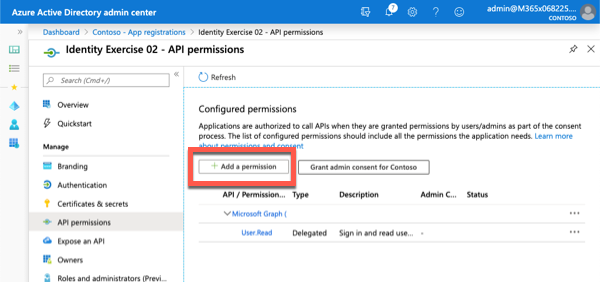 Azure Active Directory admin center
7
admin@M365x068225....
CONTOSO
Dashboard > Contoso - App registrations > Identity Exercise 02 - API permissions
Identity Exercise 02 - API permissions
Search (Cmd+/)
Overview
Quickstart
Manage
Branding
Authentication
Certificates & secrets
API permissions
Expose an API
Owners
Roles and administrators (Previ...
Refresh
Configured permissions
Applications are authorized to call APIs when they are granted permissions by users/admins as part of the consent
process. The list of configured permissions should include all the permissions the application needs. Learn more
about permissions and consent
+ Add a permission
Grant admin consent for Contoso
API / Permission... Type Description Admin C... Status
Microsoft Graph (
User.Read Delegated Sign in and read use... -